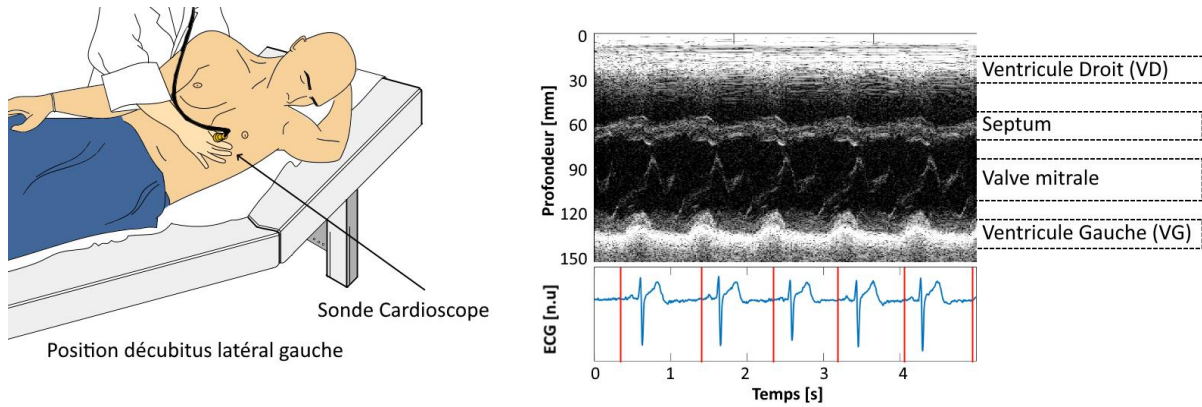 Sonde Cardioscope
Position décubitus latéral gauche
Profondeur [mm]
0
30
60
90
120
150
Ventricule Droit (VD)
Septum
Valve mitrale
Ventricule Gauche (VG)
ECG [n.u]
0
1
2
3
4
Temps [s]